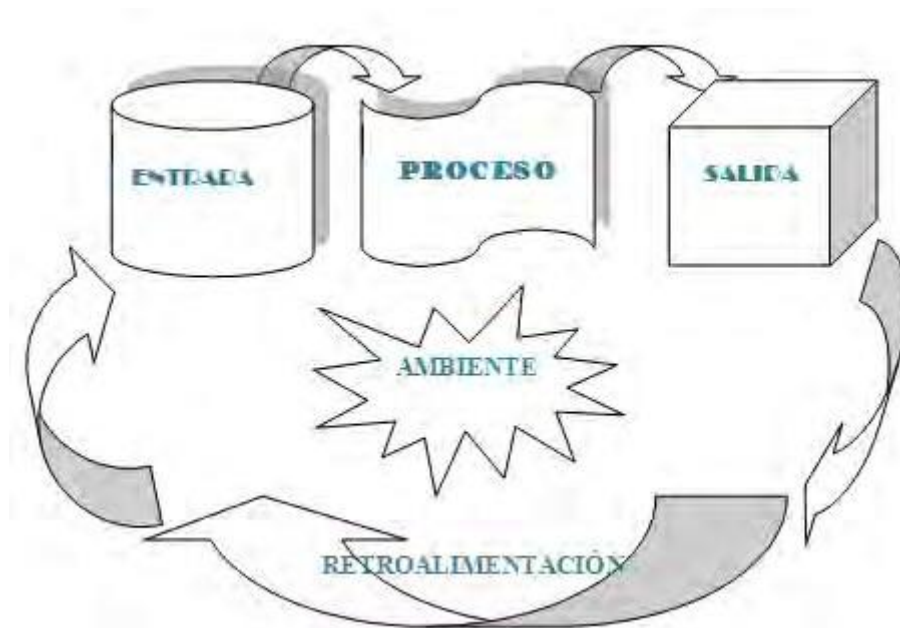 ENTRADA
PROCESO
SALIDA
AMBIENTE
RETROALIMENTACIÓN